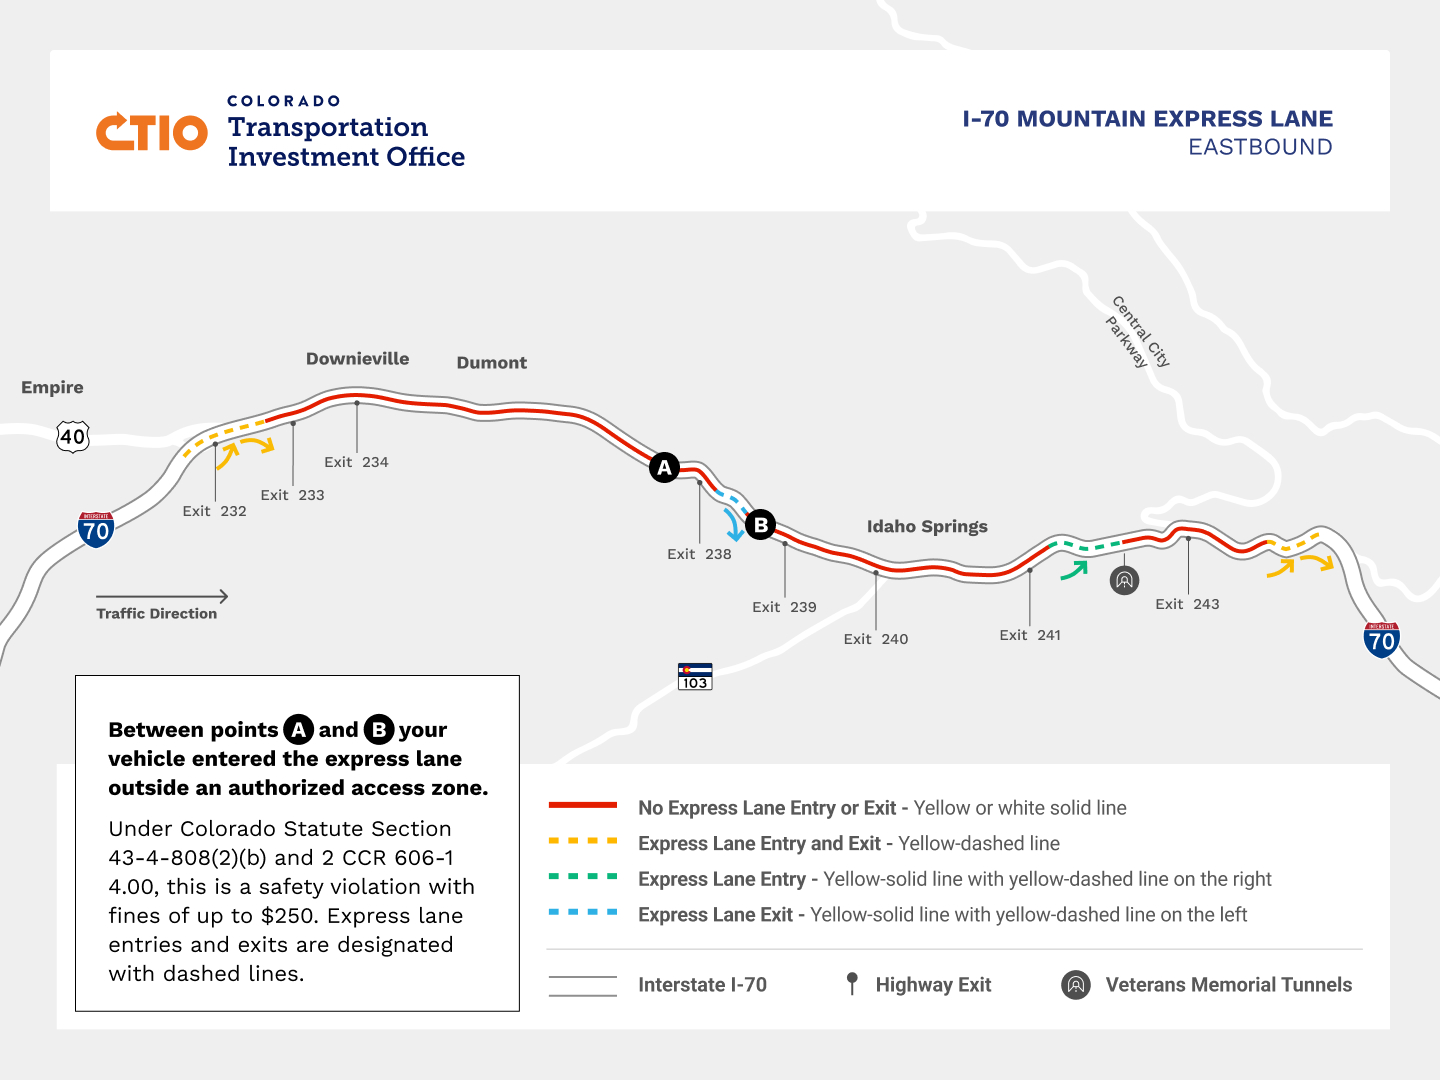 CTIO
COLORADO
Transportation
Investment Office
I-70 MOUNTAIN EXPRESS LANE
EASTBOUND
Central City
Parkway
Downieville
Dumont
Empire
40
Exit 234
Exit 233
Exit 232
INTERSTATE
70
A
B
Idaho Springs
Exit 238
Exit 239
Exit 240
Exit 241
Exit 243
INTERSTATE
70
103
Traffic Direction
Between points A and B your
vehicle entered the express lane
outside an authorized access zone.
Under Colorado Statute Section
43-4-808(2)(b) and 2 CCR 606-1
4.00, this is a safety violation with
fines of up to $250. Express lane
entries and exits are designated
with dashed lines.
No Express Lane Entry or Exit - Yellow or white solid line
Express Lane Entry and Exit - Yellow-dashed line
Express Lane Entry - Yellow-solid line with yellow-dashed line on the right
Express Lane Exit - Yellow-solid line with yellow-dashed line on the left
Interstate I-70
Highway Exit
Veterans Memorial Tunnels